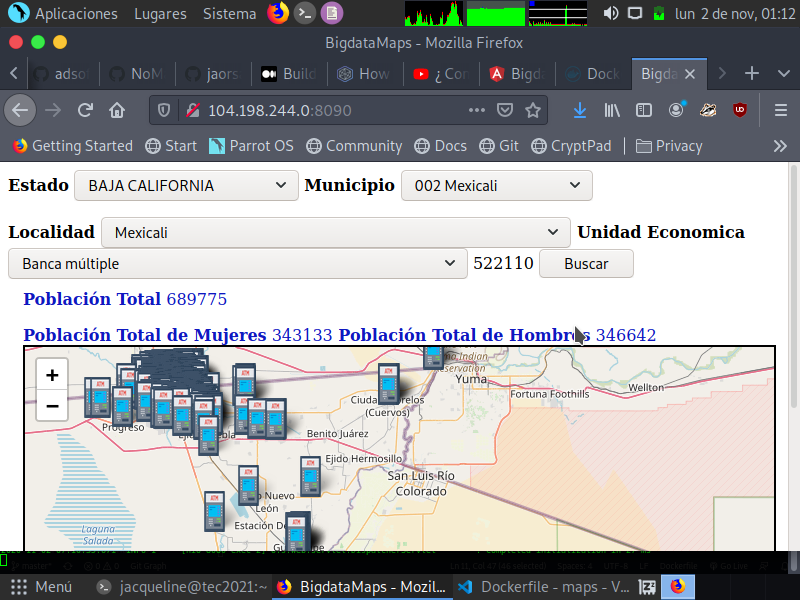 Aplicaciones Lugares Sistema lun 2 de nov, 01:12
BigdataMaps - Mozilla Firefox
adso NoM jaors Build How ¿ Con Bigd Dock Bigda
104.198.244.0:8090
Getting Started Start Parrot OS Community Docs Git CryptPad Privacy
Estado BAJA CALIFORNIA Municipio 002 Mexicali
Localidad Mexicali Unidad Economica
Banca múltiple 522110 Buscar
Población Total 689775
Población Total de Mujeres 343133 Población Total de Hombres 346642
+
−
Indian
Reservation
Yuma
Wellton
Fortuna Foothills
Ciuda elos
(Cuervos)
Progreso
Benito Juárez
Ejido Hermosillo
San Luis Río
Colorado
o Nuevo
León
Estación De
Laguna
Salada
Menú jacqueline@tec2021:~ BigdataMaps - Mozil... Dockerfile - maps - V...